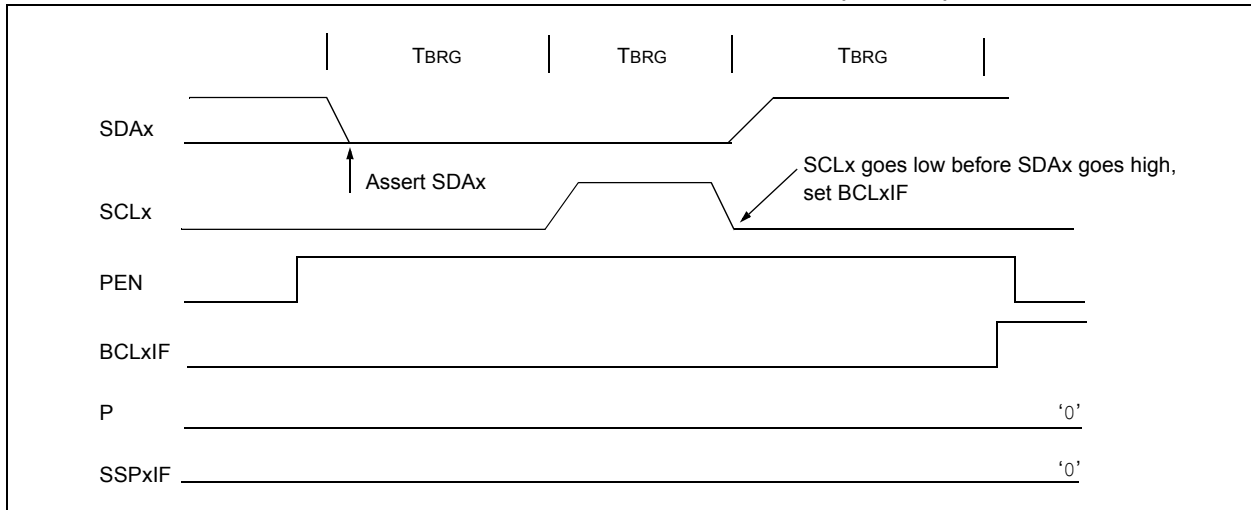 TBRG TBRG TBRG
SDAx
Assert SDAx
SCLx goes low before SDAx goes high,
set BCLxIF
SCLx
PEN
BCLxIF
P ‘0’
SSPxIF ‘0’